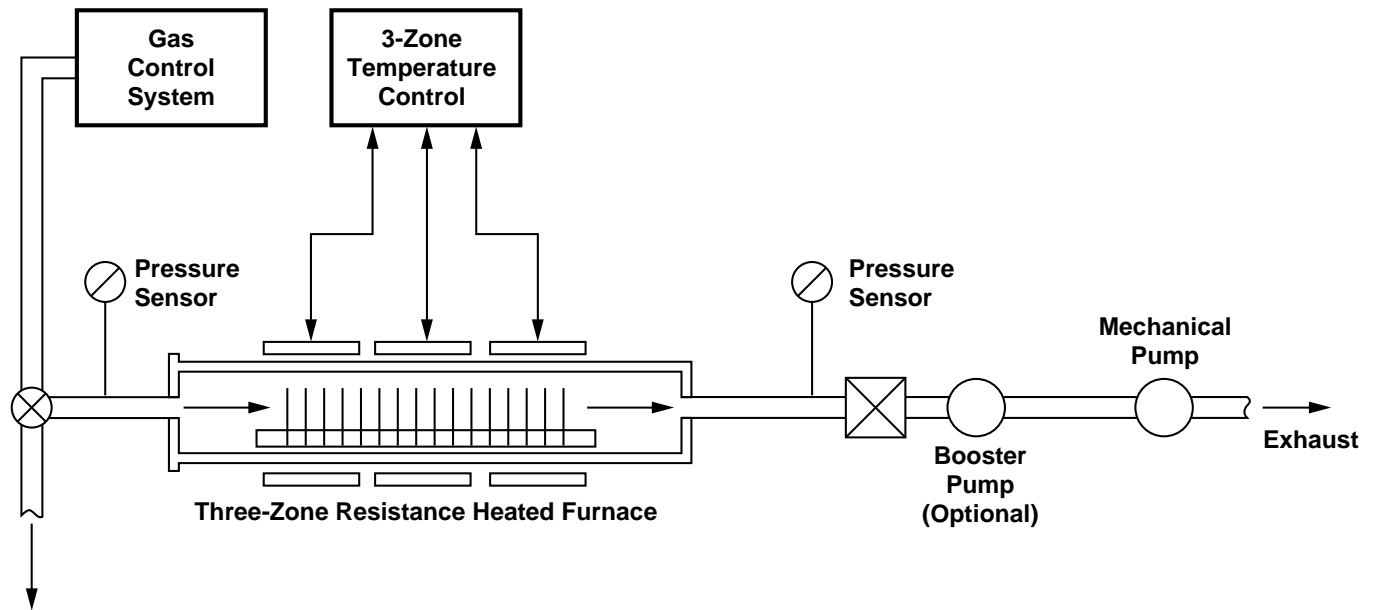 Gas
Control
System
3-Zone
Temperature
Control
Pressure
Sensor
Pressure
Sensor
Mechanical
Pump
Exhaust
Booster
Pump
(Optional)
Three-Zone Resistance Heated Furnace